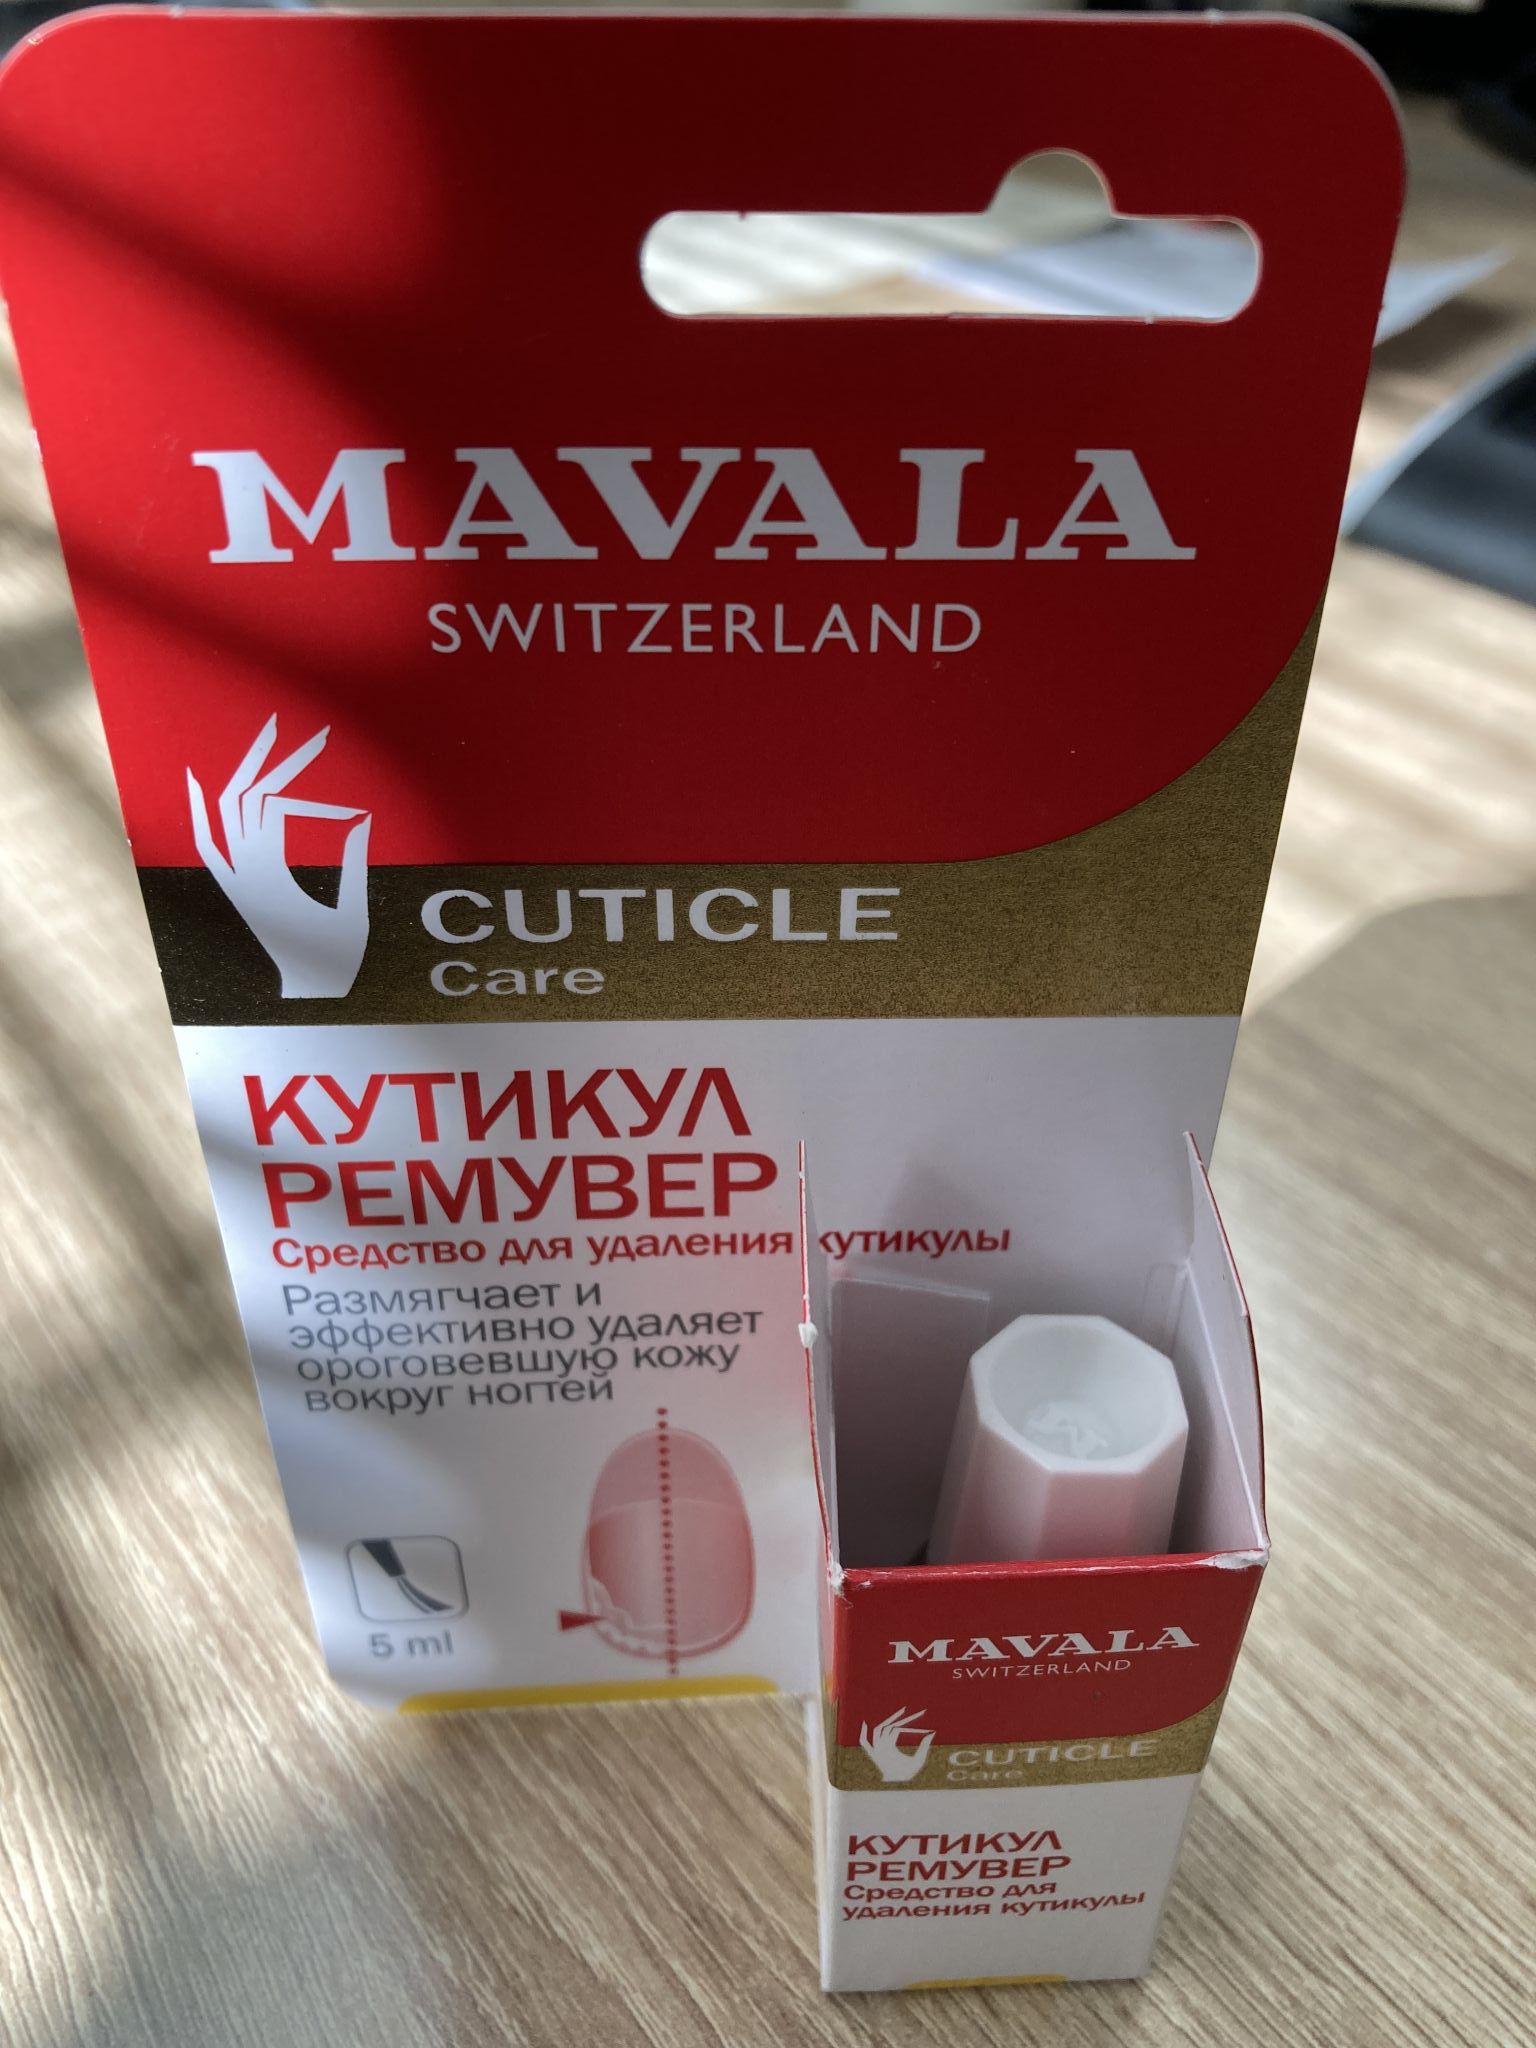 MAVALA
SWITZERLAND
CUTICLE
Care
КУТИКУЛ
РЕМУВЕР
Средство для удаления кутикулы
Размягчает и
эффективно удаляет
ороговевшую кожу
вокруг ногтей
5 ml
MAVALA
SWITZERLAND
CUTICLE
Care
КУТИКУЛ
РЕМУВЕР
Средство для
удаления кутикулы